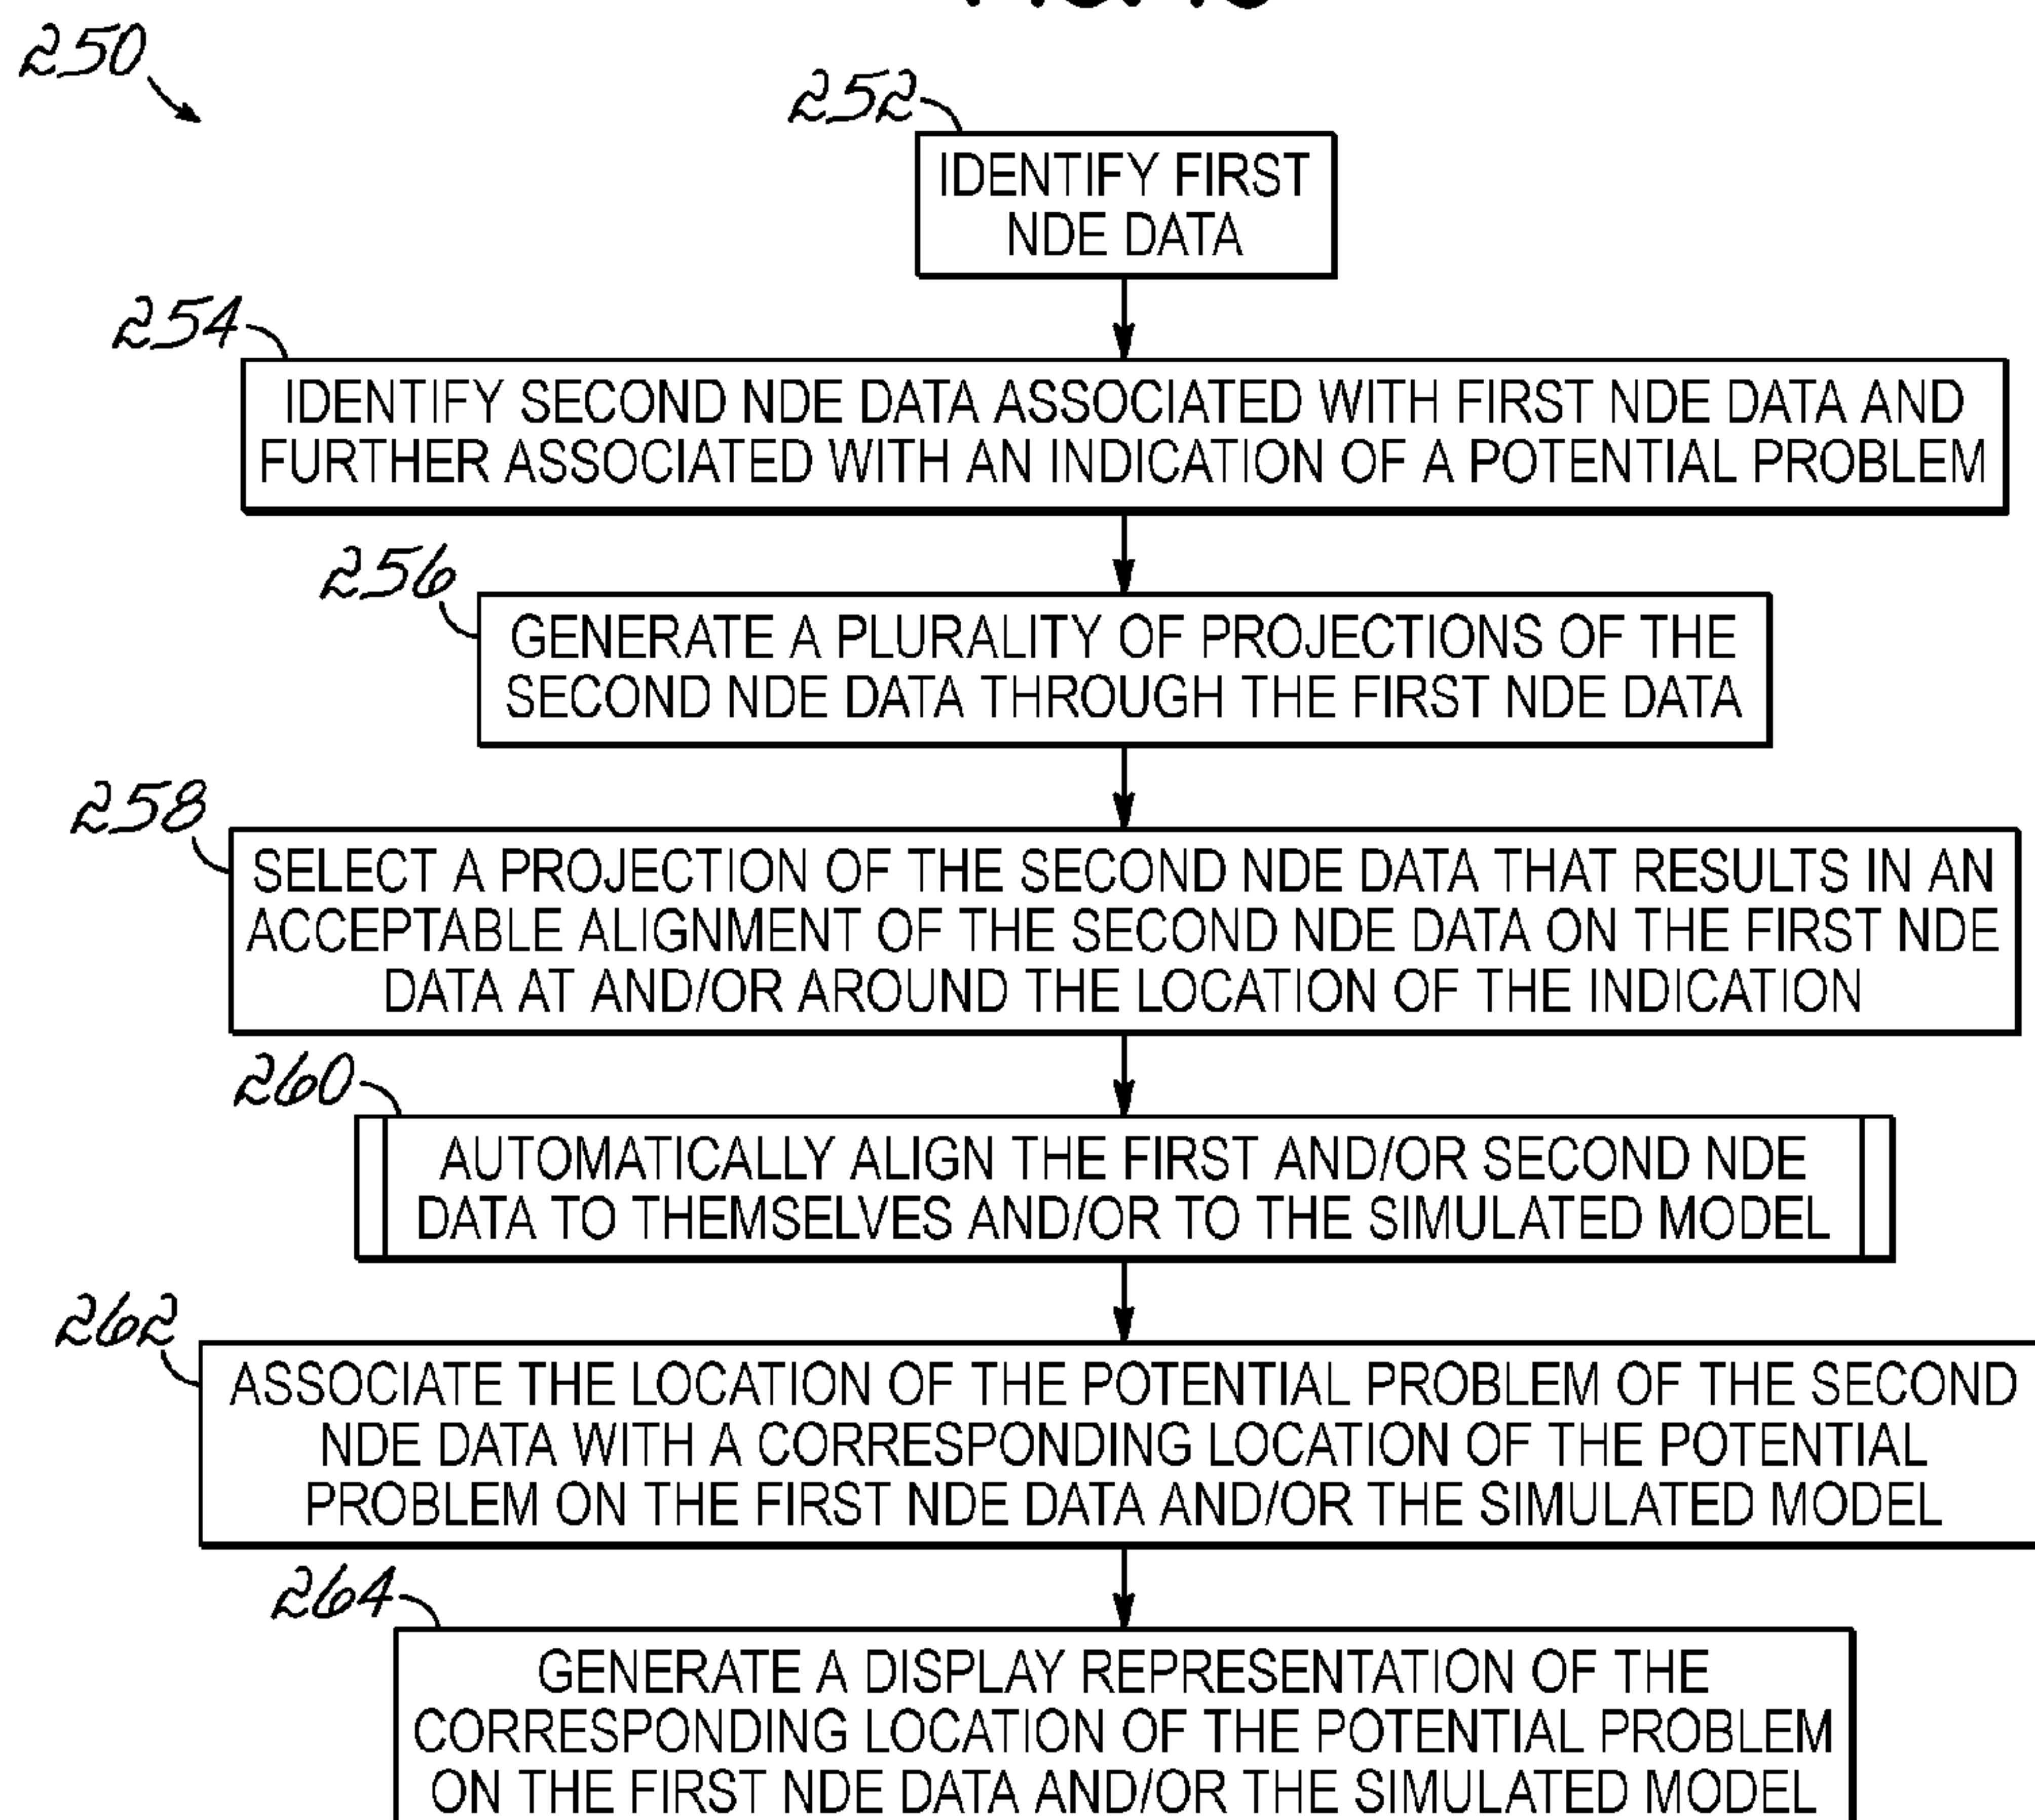 250
252
IDENTIFY FIRST
NDE DATA
254
IDENTIFY SECOND NDE DATA ASSOCIATED WITH FIRST NDE DATA AND
FURTHER ASSOCIATED WITH AN INDICATION OF A POTENTIAL PROBLEM
256
GENERATE A PLURALITY OF PROJECTIONS OF THE
SECOND NDE DATA THROUGH THE FIRST NDE DATA
258
SELECT A PROJECTION OF THE SECOND NDE DATA THAT RESULTS IN AN
ACCEPTABLE ALIGNMENT OF THE SECOND NDE DATA ON THE FIRST NDE
DATA AT AND/OR AROUND THE LOCATION OF THE INDICATION
260
AUTOMATICALLY ALIGN THE FIRST AND/OR SECOND NDE
DATA TO THEMSELVES AND/OR TO THE SIMULATED MODEL
262
ASSOCIATE THE LOCATION OF THE POTENTIAL PROBLEM OF THE SECOND
NDE DATA WITH A CORRESPONDING LOCATION OF THE POTENTIAL
PROBLEM ON THE FIRST NDE DATA AND/OR THE SIMULATED MODEL
264
GENERATE A DISPLAY REPRESENTATION OF THE
CORRESPONDING LOCATION OF THE POTENTIAL PROBLEM
ON THE FIRST NDE DATA AND/OR THE SIMULATED MODEL